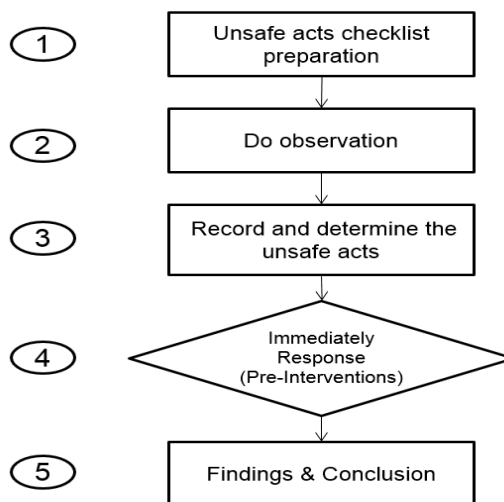 1
Unsafe acts checklist
preparation
2
Do observation
3
Record and determine the
unsafe acts
4
Immediately
Response
(Pre-Interventions)
5
Findings & Conclusion